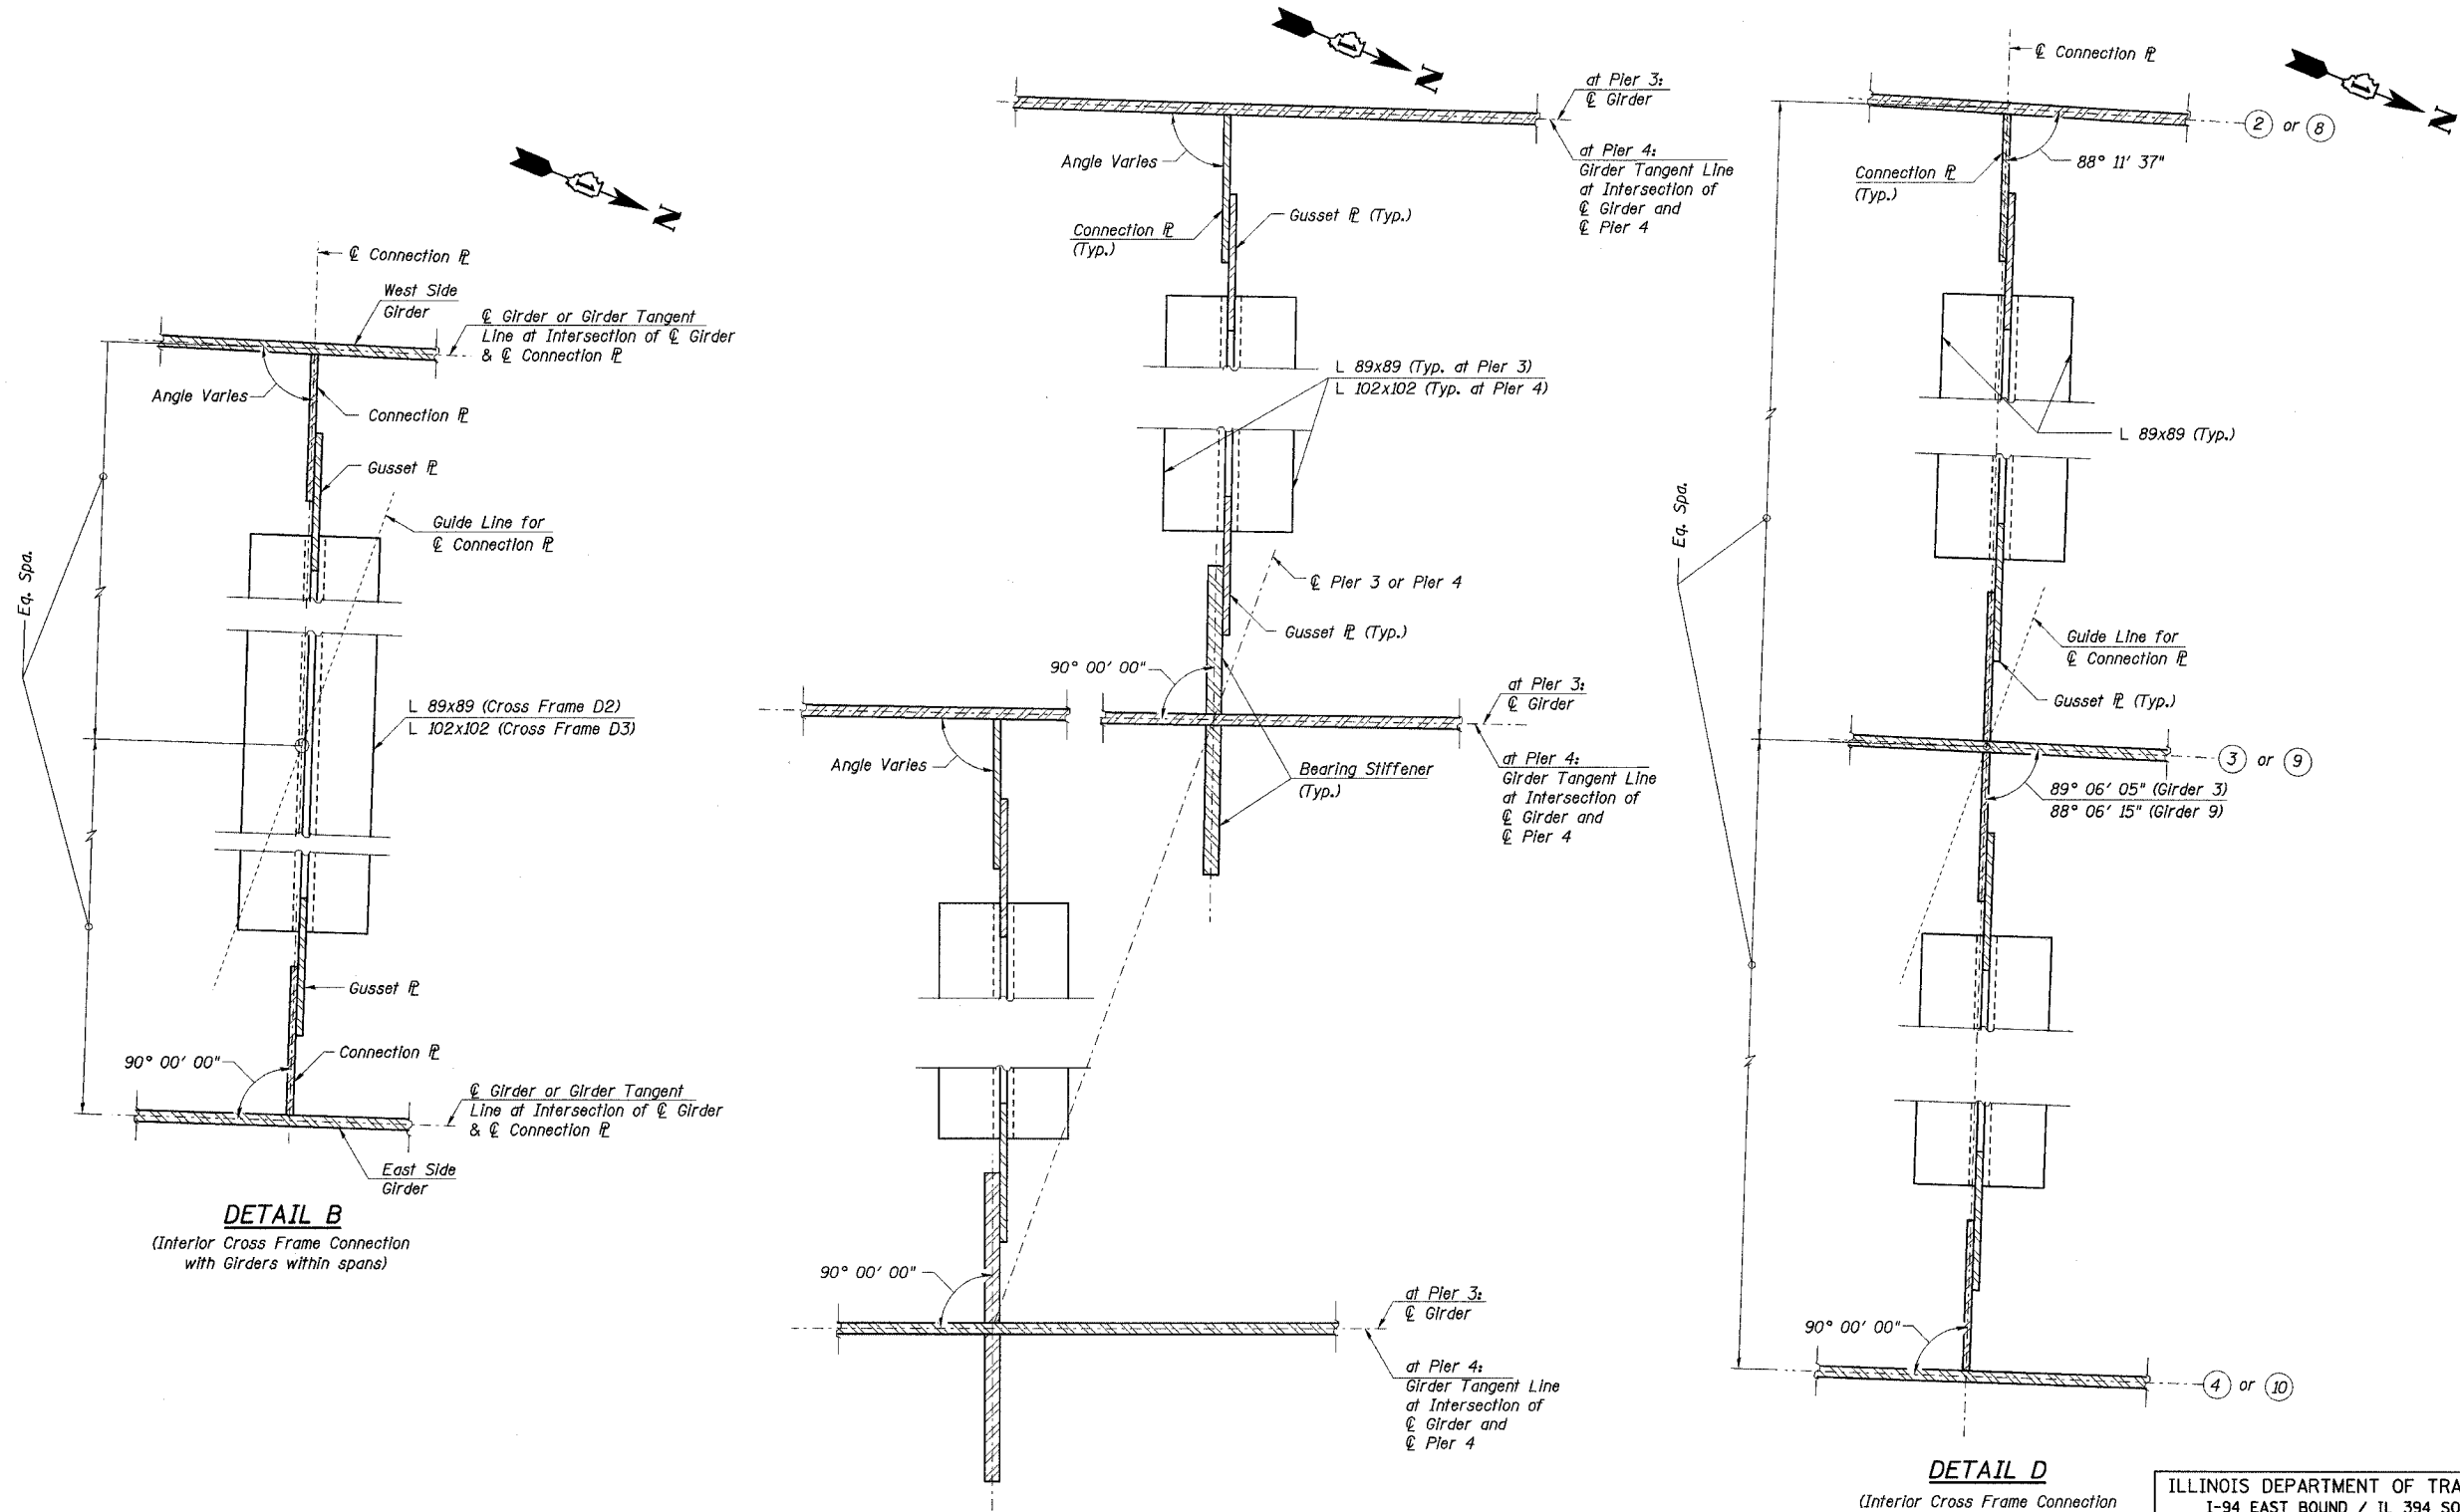 N
℄ Connection ℙ
West Side
Girder
℄ Girder or Girder Tangent
Line at Intersection of ℄ Girder
& ℄ Connection ℙ
Angle Varies
Connection ℙ
Gusset ℙ
Guide Line for
℄ Connection ℙ
Eq. Spa.
L 89x89 (Cross Frame D2)
L 102x102 (Cross Frame D3)
Gusset ℙ
Connection ℙ
90° 00' 00"
℄ Girder or Girder Tangent
Line at Intersection of ℄ Girder
& ℄ Connection ℙ
East Side
Girder
DETAIL B
(Interior Cross Frame Connection
with Girders within spans)
N
at Pier 3:
℄ Girder
at Pier 4:
Girder Tangent Line
at Intersection of
℄ Girder and
℄ Pier 4
Angle Varies
Connection ℙ
(Typ.)
Gusset ℙ (Typ.)
L 89x89 (Typ. at Pier 3)
L 102x102 (Typ. at Pier 4)
℄ Pier 3 or Pier 4
Gusset ℙ (Typ.)
90° 00' 00"
at Pier 3:
℄ Girder
at Pier 4:
Girder Tangent Line
at Intersection of
℄ Girder and
℄ Pier 4
Angle Varies
Bearing Stiffener
(Typ.)
90° 00' 00"
at Pier 3:
℄ Girder
at Pier 4:
Girder Tangent Line
at Intersection of
℄ Girder and
℄ Pier 4
N
℄ Connection ℙ
2 or 8
88° 11' 37"
Connection ℙ
(Typ.)
L 89x89 (Typ.)
Eq. Spa.
Guide Line for
℄ Connection ℙ
Gusset ℙ (Typ.)
3 or 9
89° 06' 05" (Girder 3)
88° 06' 15" (Girder 9)
90° 00' 00"
4 or 10
DETAIL D
(Interior Cross Frame Connection
ILLINOIS DEPARTMENT OF TRA
I-94 EAST BOUND / IL 394 SO